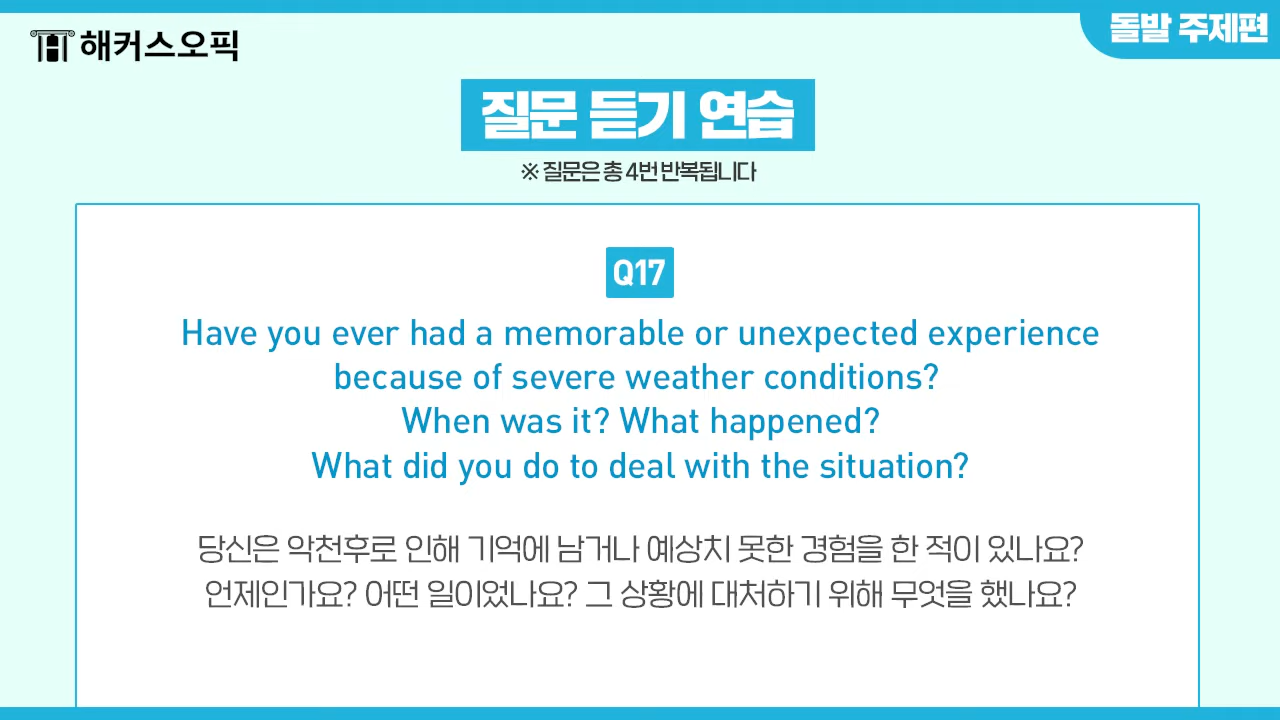 해커스오픽
돌발 주제편
질문 듣기 연습
※ 질문은 총 4번 반복됩니다
Q17
Have you ever had a memorable or unexpected experience
because of severe weather conditions?
When was it? What happened?
What did you do to deal with the situation?
당신은 악천후로 인해 기억에 남거나 예상치 못한 경험을 한 적이 있나요?
언제인가요? 어떤 일이었나요? 그 상황에 대처하기 위해 무엇을 했나요?